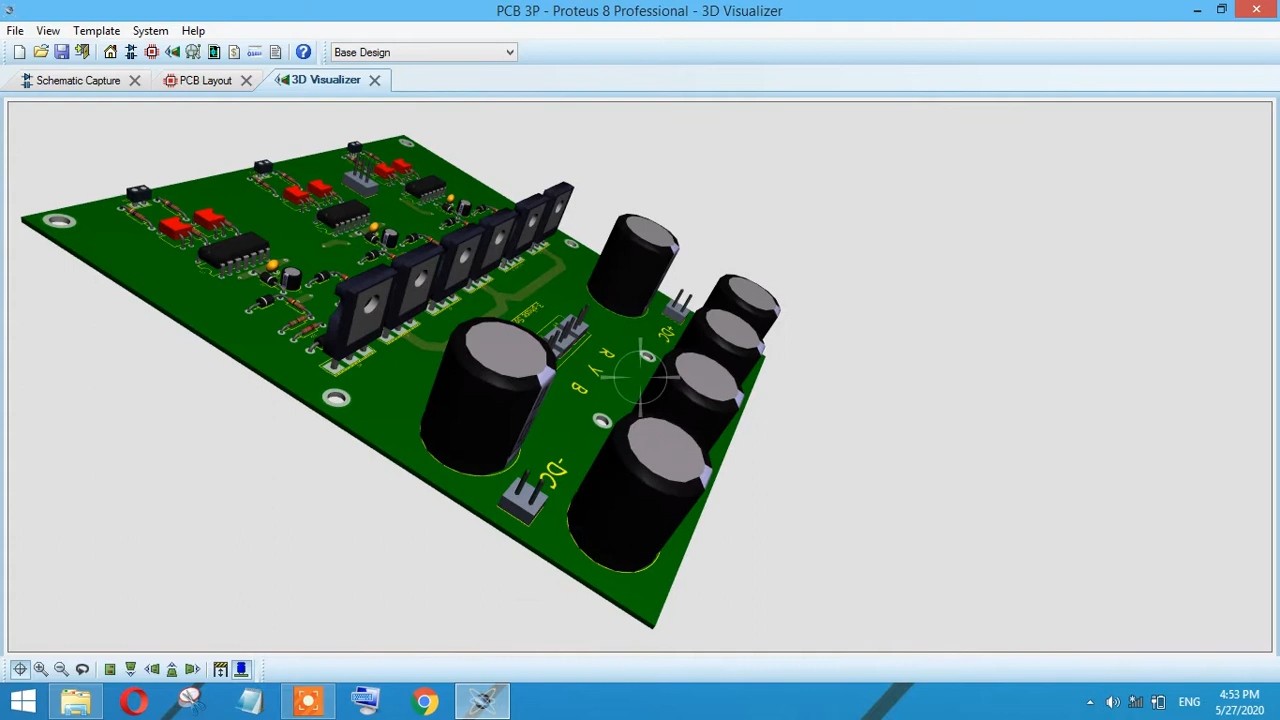 PCB 3P - Proteus 8 Professional - 3D Visualizer
File View Template System Help
Base Design
Schematic Capture
PCB Layout
3D Visualizer
+DC
R
Y
B
-DC
ENG
4:53 PM
5/27/2020